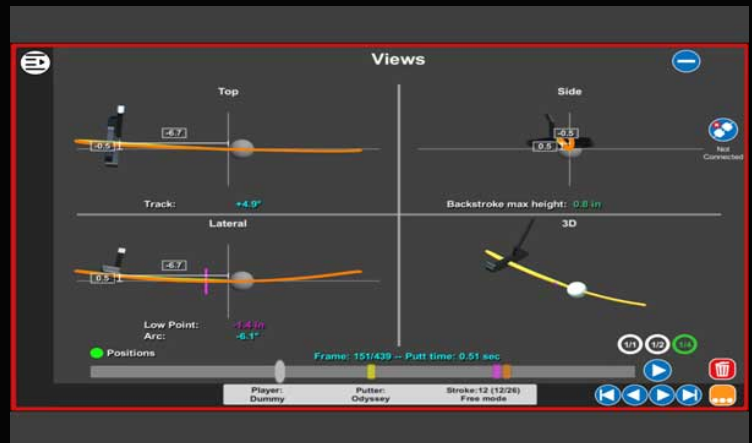 Views
Top
Side
-6.7
-0.5
-0.5
0.5
Not
Connected
Track: +4.9°
Backstroke max height: 0.8 in
Lateral
3D
-6.7
0.5
Low Point: -1.4 in
Arc: -6.1°
Positions
Frame: 151/439 -- Putt time: 0.51 sec
1/1 1/2 1/4
Player: Putter: Stroke:12 (12/26)
Dummy Odyssey Free mode